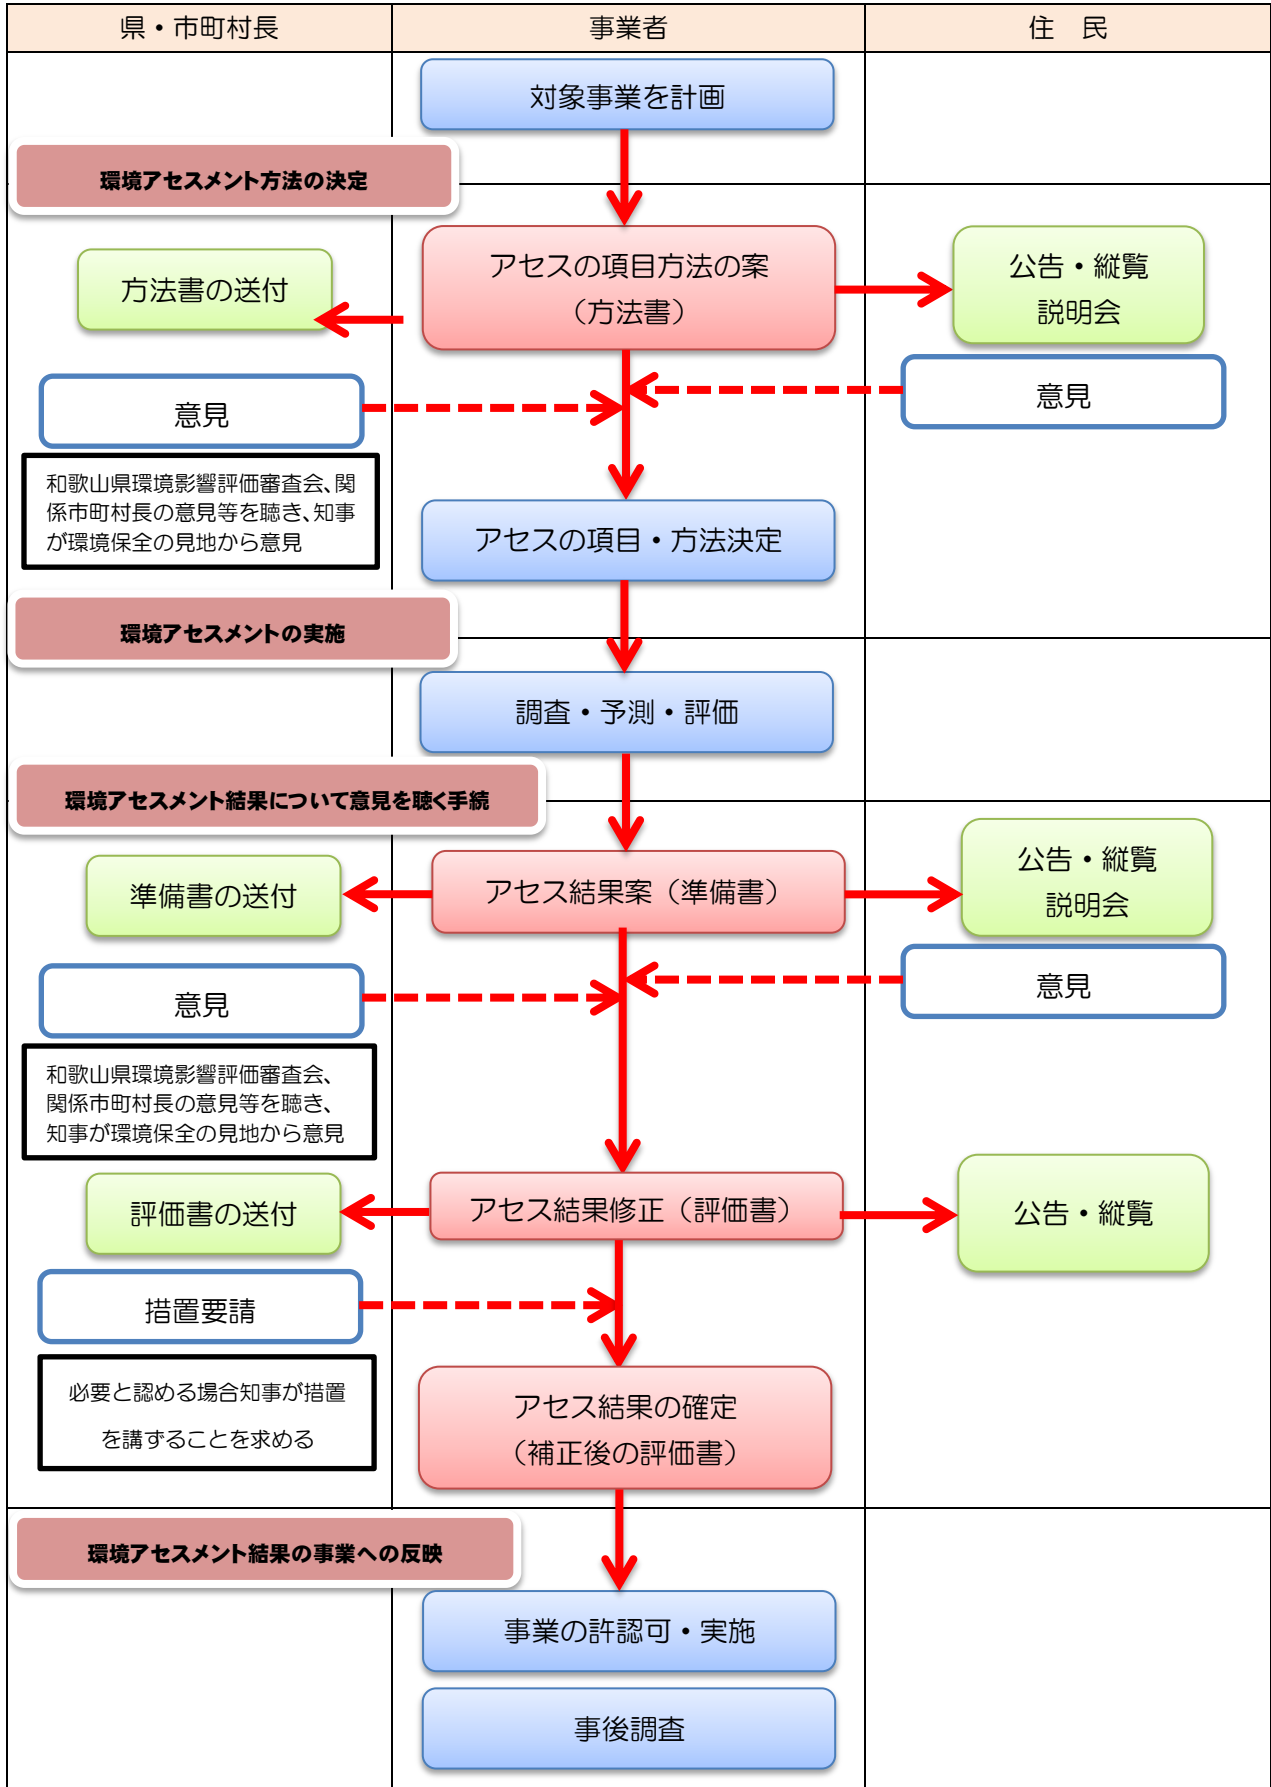 県・市町村長
事業者
住　民
対象事業を計画
環境アセスメント方法の決定
アセスの項目方法の案
（方法書）
方法書の送付
公告・縦覧
説明会
意見
意見
和歌山県環境影響評価審査会、関
係市町村長の意見等を聴き、知事
が環境保全の見地から意見
アセスの項目・方法決定
環境アセスメントの実施
調査・予測・評価
環境アセスメント結果について意見を聴く手続
準備書の送付
アセス結果案（準備書）
公告・縦覧
説明会
意見
意見
和歌山県環境影響評価審査会、
関係市町村長の意見等を聴き、
知事が環境保全の見地から意見
評価書の送付
アセス結果修正（評価書）
公告・縦覧
措置要請
必要と認める場合知事が措置
を講ずることを求める
アセス結果の確定
（補正後の評価書）
環境アセスメント結果の事業への反映
事業の許認可・実施
事後調査